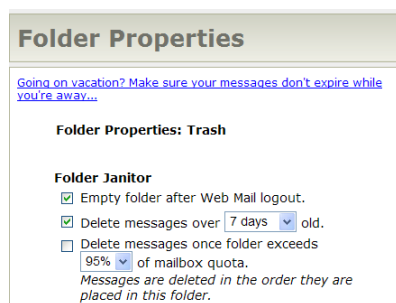 Folder Properties
Going on vacation? Make sure your messages don't expire while
you're away...
Folder Properties: Trash
Folder Janitor
Empty folder after Web Mail logout.
Delete messages over 7 days old.
Delete messages once folder exceeds
95% of mailbox quota.
Messages are deleted in the order they are
placed in this folder.